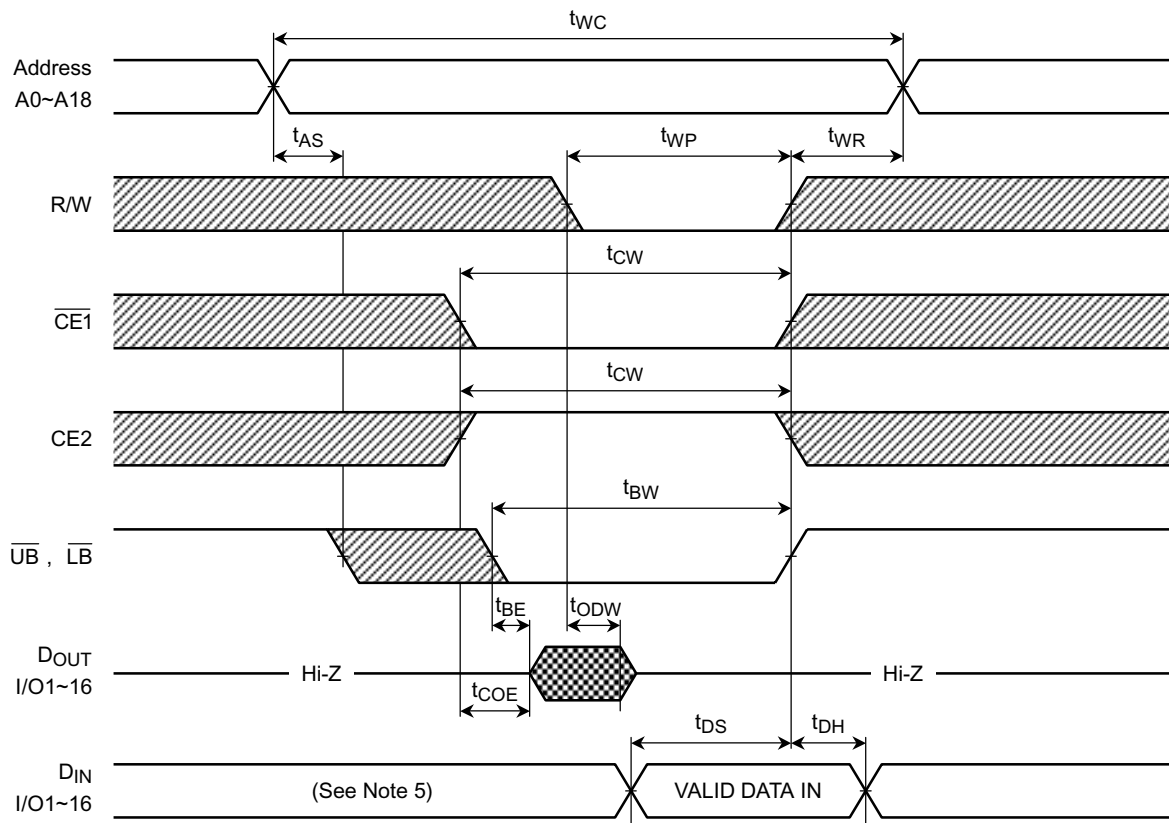 tWC
Address
A0~A18
tAS
tWP
tWR
R/W
tCW
CE1
tCW
CE2
tBW
UB , LB
tBE
tODW
DOUT
I/O1~16
Hi-Z
Hi-Z
tCOE
tDS
tDH
DIN
I/O1~16
(See Note 5)
VALID DATA IN